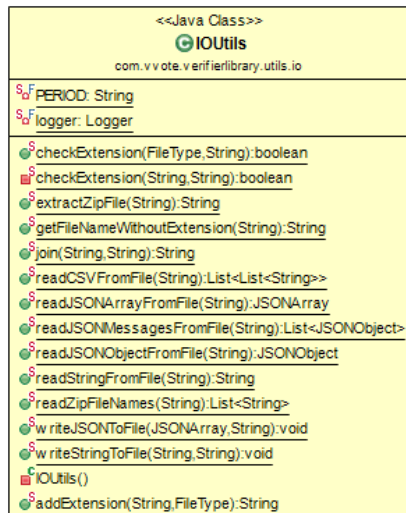 <<Java Class>>
IOUtils
com.vvote.verifierlibrary.utils.io
PERIOD: String
logger: Logger
checkExtension(FileType,String):boolean
checkExtension(String,String):boolean
extractZipFile(String):String
getFileNameWithoutExtension(String):String
join(String,String):String
readCSVFromFile(String):List<List<String>>
readJSONArrayFromFile(String):JSONArray
readJSONMessagesFromFile(String):List<JSONObject>
readJSONObjectFromFile(String):JSONObject
readStringFromFile(String):String
readZipFileNames(String):List<String>
writeJSONToFile(JSONArray,String):void
writeStringToFile(String,String):void
IOUtils()
addExtension(String,FileType):String